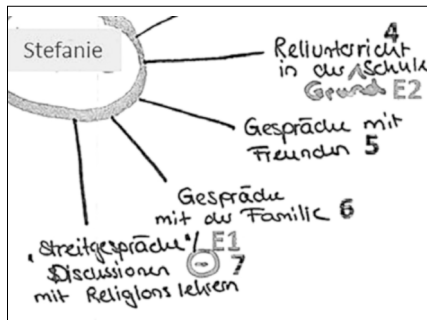 Stefanie
4
Reliunterricht
in der Schule
Grund E2
Gespräche mit
Freunden 5
Gespräche
mit der Familie 6
"Streitgespräche"/ E1
Discussionen - 7
mit Religionslehrern